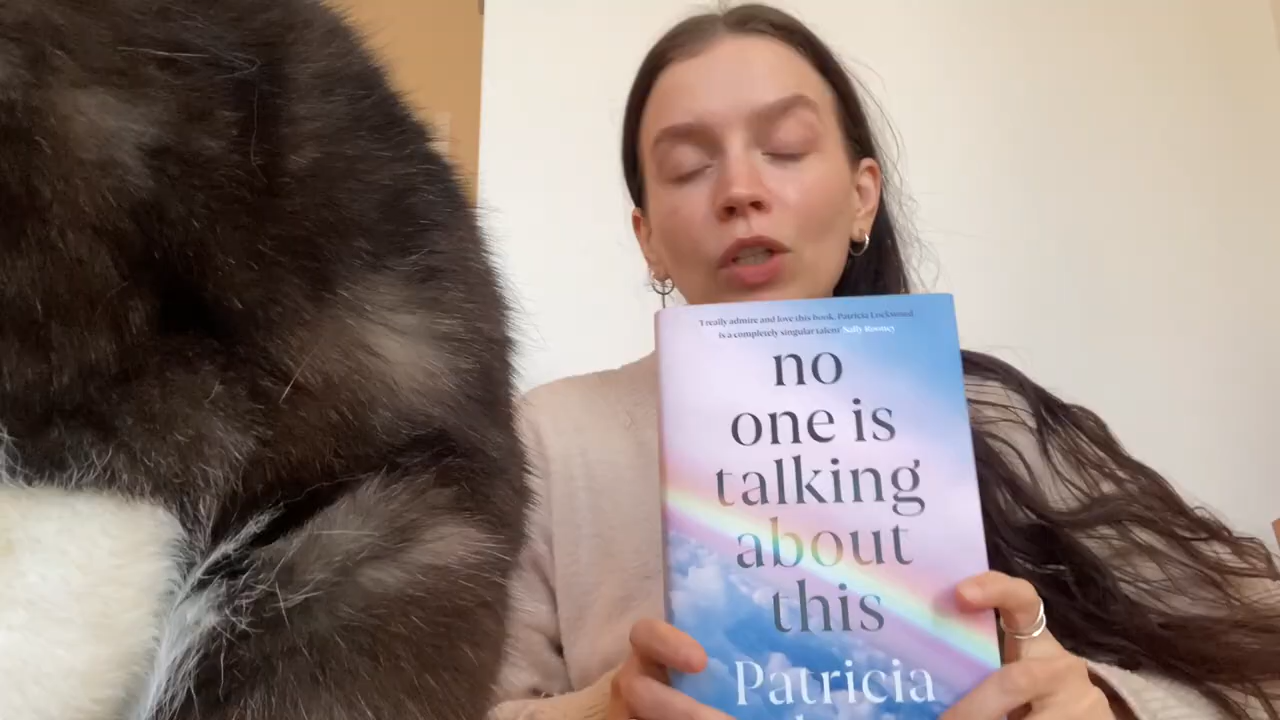 'I really admire and love this book. Patricia Lockwood
is a completely singular talent' Sally Rooney
no
one is
talking
about
this
Patricia